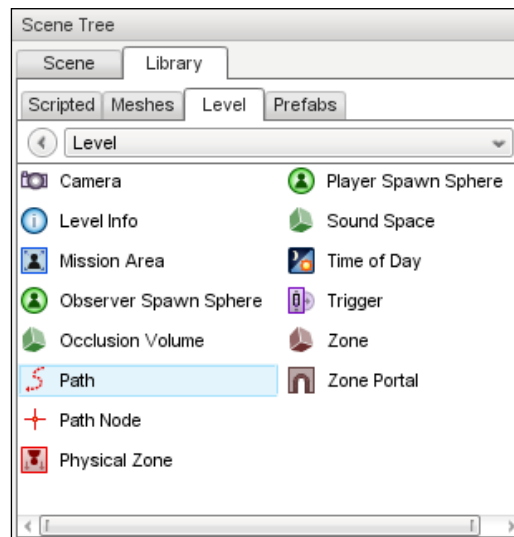 Scene Tree
Scene Library
Scripted Meshes Level Prefabs
Level
Camera
Level Info
Mission Area
Observer Spawn Sphere
Occlusion Volume
Path
Path Node
Physical Zone
Player Spawn Sphere
Sound Space
Time of Day
Trigger
Zone
Zone Portal